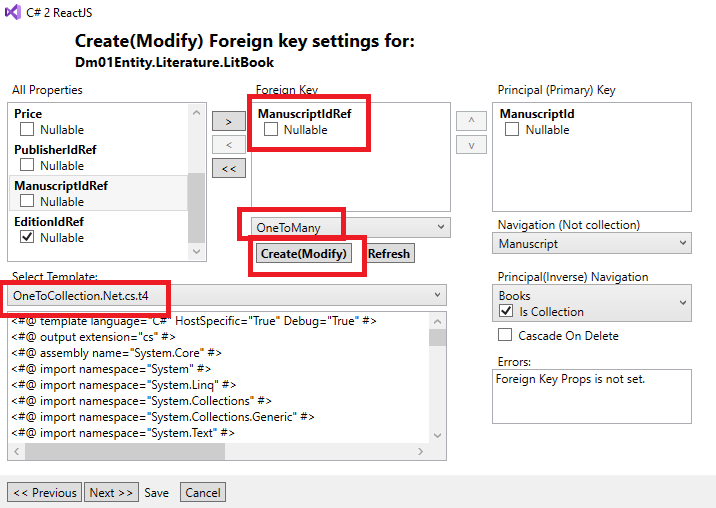 C# 2 ReactJS
Create(Modify) Foreign key settings for:
Dm01Entity.Literature.LitBook
All Properties
Price
Nullable
PublisherIdRef
Nullable
ManuscriptIdRef
Nullable
EditionIdRef
Nullable
>
<
<<
Foreign Key
ManuscriptIdRef
Nullable
OneToMany
Create(Modify)
Refresh
^
v
Principal (Primary) Key
ManuscriptId
Nullable
Navigation (Not collection)
Manuscript
Principal(Inverse) Navigation
Books
Is Collection
Cascade On Delete
Errors:
Foreign Key Props is not set.
Select Template:
OneToCollection.Net.cs.t4
<#@ template language="C#" HostSpecific="True" Debug="True" #>
<#@ output extension="cs" #>
<#@ assembly name="System.Core" #>
<#@ import namespace="System" #>
<#@ import namespace="System.Linq" #>
<#@ import namespace="System.Collections" #>
<#@ import namespace="System.Collections.Generic" #>
<#@ import namespace="System.Text" #>
<< Previous
Next >>
Save
Cancel